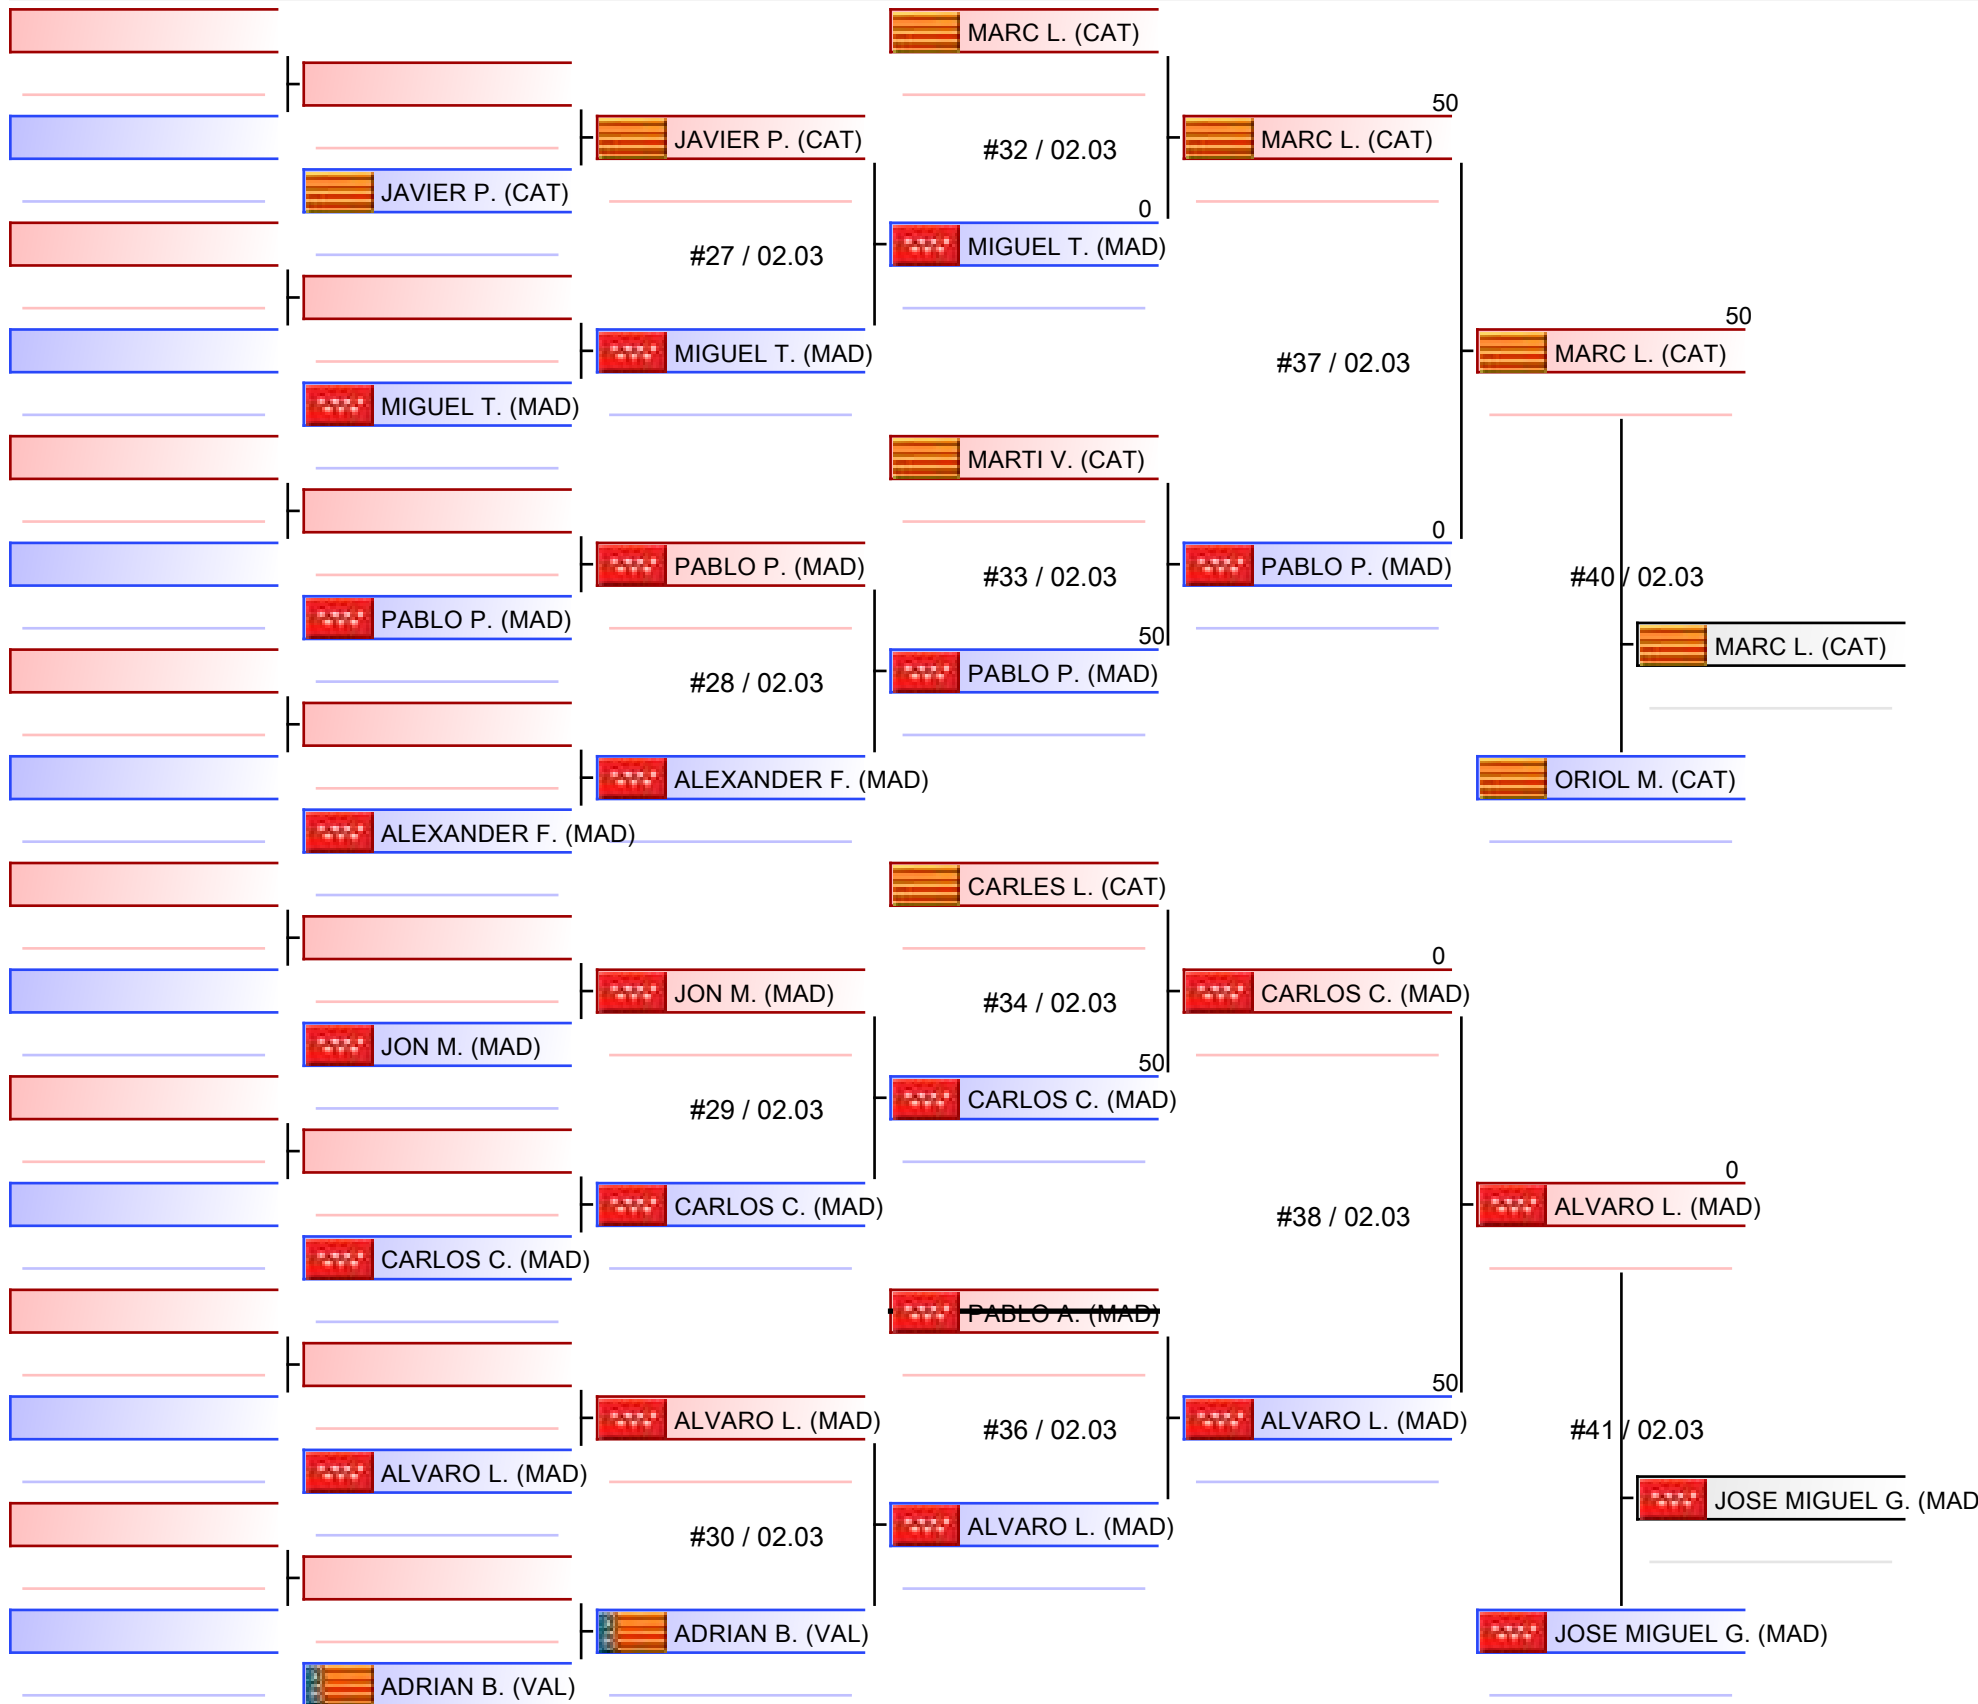 MARC L. (CAT)
50
JAVIER P. (CAT)
#32 / 02.03
MARC L. (CAT)
JAVIER P. (CAT)
0
#27 / 02.03
MIGUEL T. (MAD)
50
MIGUEL T. (MAD)
#37 / 02.03
MARC L. (CAT)
MIGUEL T. (MAD)
MARTI V. (CAT)
0
PABLO P. (MAD)
#33 / 02.03
PABLO P. (MAD)
#40 / 02.03
PABLO P. (MAD)
50
MARC L. (CAT)
#28 / 02.03
PABLO P. (MAD)
ALEXANDER F. (MAD)
ORIOL M. (CAT)
ALEXANDER F. (MAD)
CARLES L. (CAT)
0
JON M. (MAD)
#34 / 02.03
CARLOS C. (MAD)
JON M. (MAD)
50
#29 / 02.03
CARLOS C. (MAD)
0
CARLOS C. (MAD)
#38 / 02.03
ALVARO L. (MAD)
CARLOS C. (MAD)
PABLO A. (MAD)
50
ALVARO L. (MAD)
#36 / 02.03
ALVARO L. (MAD)
#41 / 02.03
ALVARO L. (MAD)
JOSE MIGUEL G. (MAD
#30 / 02.03
ALVARO L. (MAD)
ADRIAN B. (VAL)
JOSE MIGUEL G. (MAD)
ADRIAN B. (VAL)